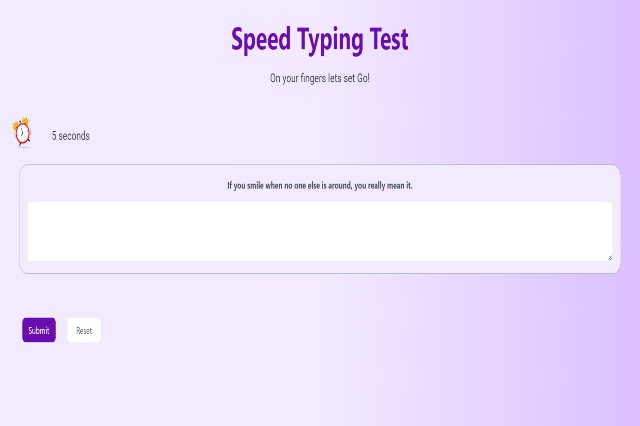 Speed Typing Test
On your fingers lets set Go!
5 seconds
If you smile when no one else is around, you really mean it.
Submit
Reset